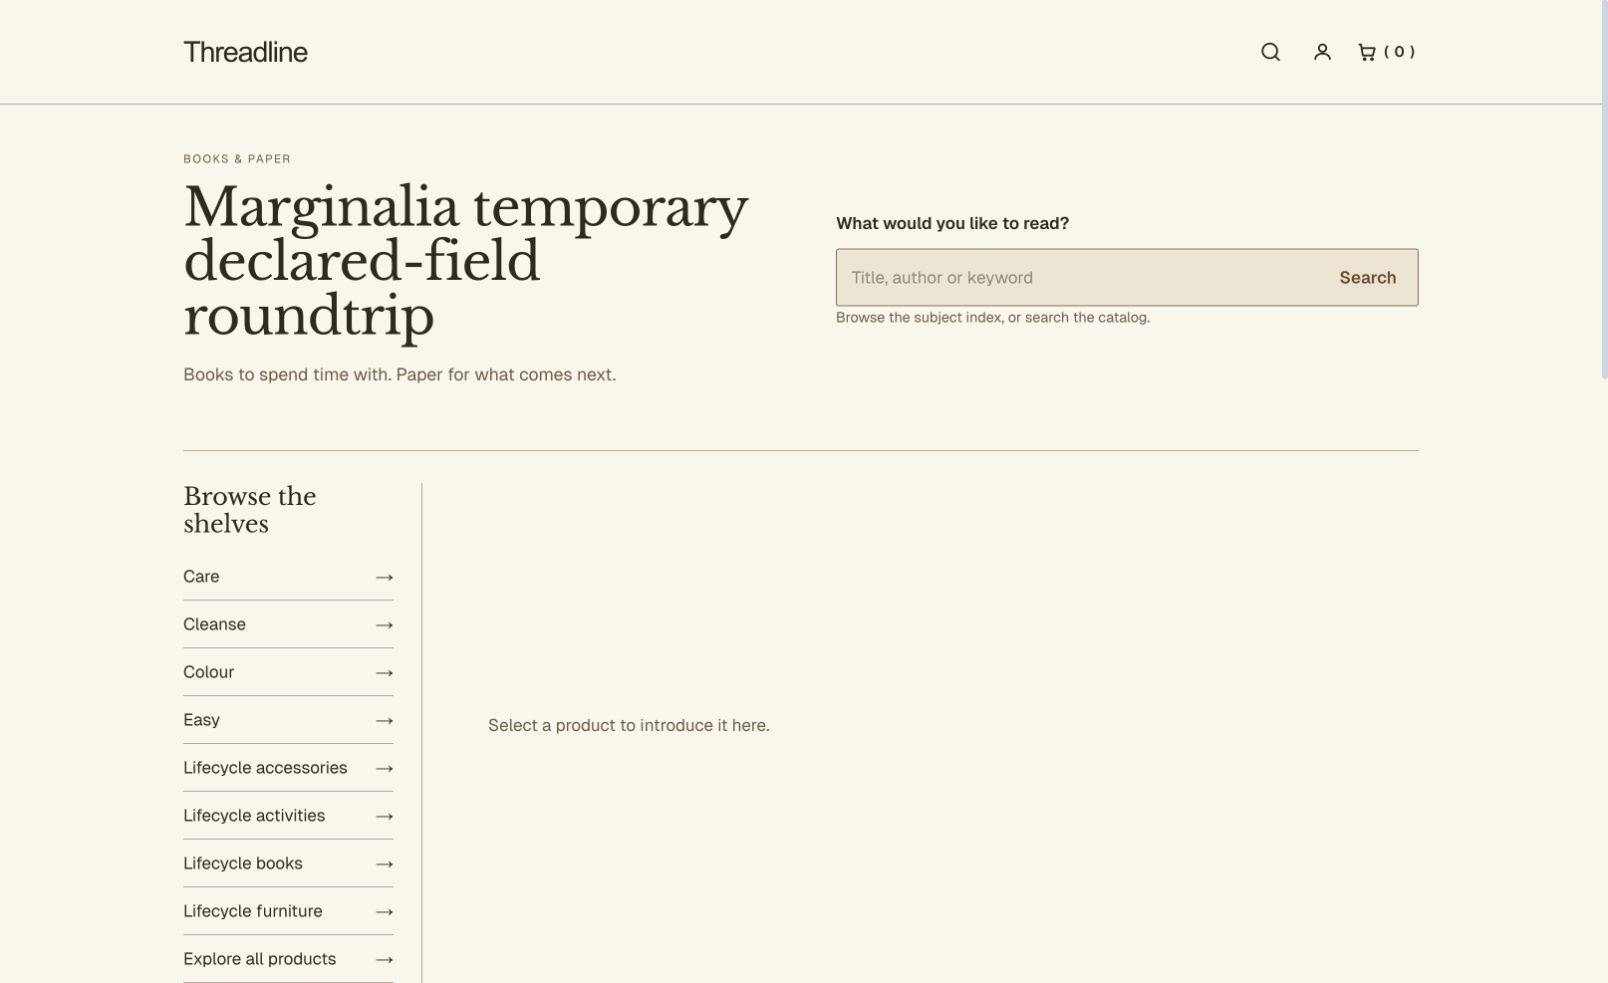 Threadline
( 0 )
BOOKS & PAPER
Marginalia temporary
declared-field
roundtrip
Books to spend time with. Paper for what comes next.
What would you like to read?
Title, author or keyword
Search
Browse the subject index, or search the catalog.
Browse the
shelves
Care →
Cleanse →
Colour →
Easy →
Lifecycle accessories →
Lifecycle activities →
Lifecycle books →
Lifecycle furniture →
Explore all products →
Select a product to introduce it here.